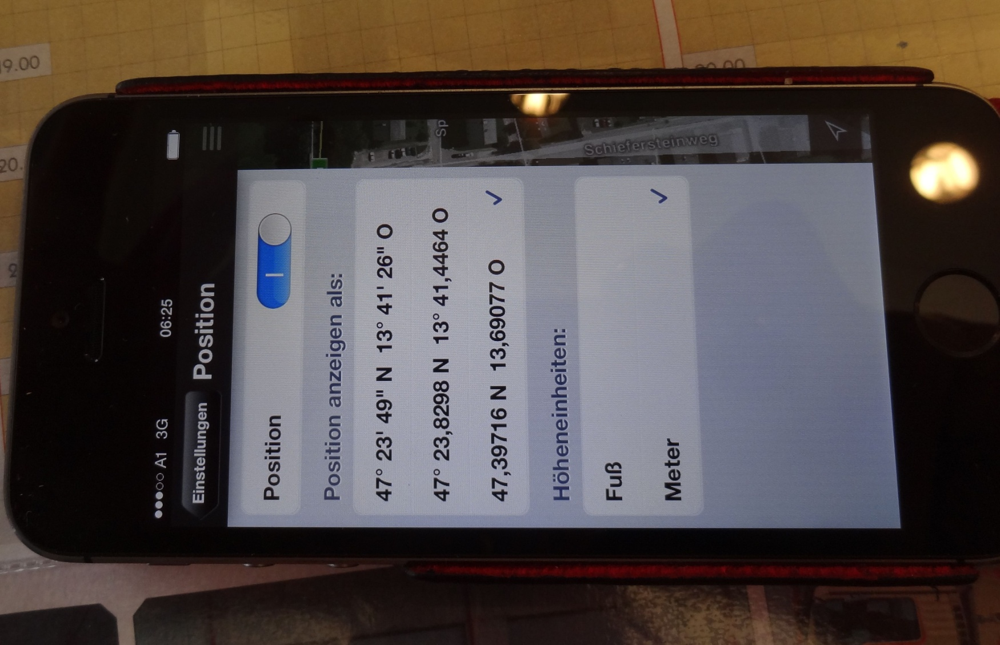 ●●●○○ A1 3G 06:25
Einstellungen Position
Position
Position anzeigen als:
47° 23' 49" N 13° 41' 26" O
47° 23,8298 N 13° 41,4464 O
47,39716 N 13,69077 O
Höheneinheiten:
Fuß
Meter
Sp
Schiefersteinweg
19.00
20.